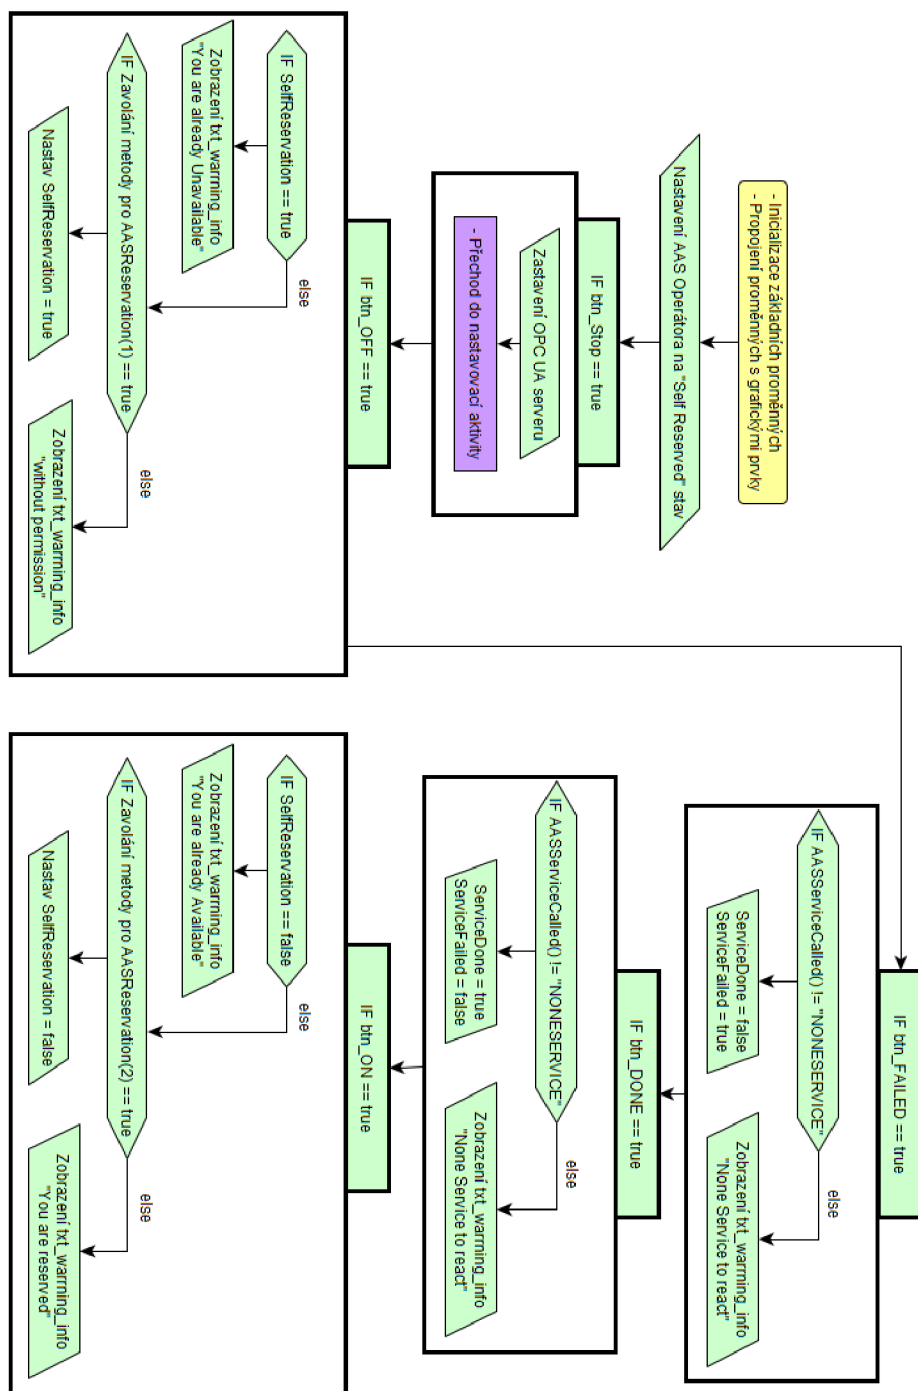 - Inicializace základních proměnných
- Propojení proměnných s grafickými prvky
Nastavení AAS Operátora na "Self Reserved" stav
IF btn_Stop == true
Zastavení OPC UA serveru
- Přechod do nastavovací aktivity
IF btn_OFF == true
IF SelfReservation == true
else
Zobrazení txt_warrning_info
"You are already Unavailable"
IF Zavolání metody pro AASReservation(1) == true
else
Nastav SelfReservation = true
Zobrazení txt_warrning_info
"without permission"
IF btn_FAILED == true
IF AASServiceCalled() != "NONESERVICE"
else
ServiceDone = false
ServiceFailed = true
Zobrazení txt_warrning_info
"None Service to react"
IF btn_DONE == true
IF AASServiceCalled() != "NONESERVICE"
else
ServiceDone = true
ServiceFailed = false
Zobrazení txt_warrning_info
"None Service to react"
IF btn_ON == true
IF SelfReservation == false
else
Zobrazení txt_warrning_info
"You are already Available"
IF Zavolání metody pro AASReservation(2) == true
else
Nastav SelfReservation = false
Zobrazení txt_warrning_info
"You are reserved"